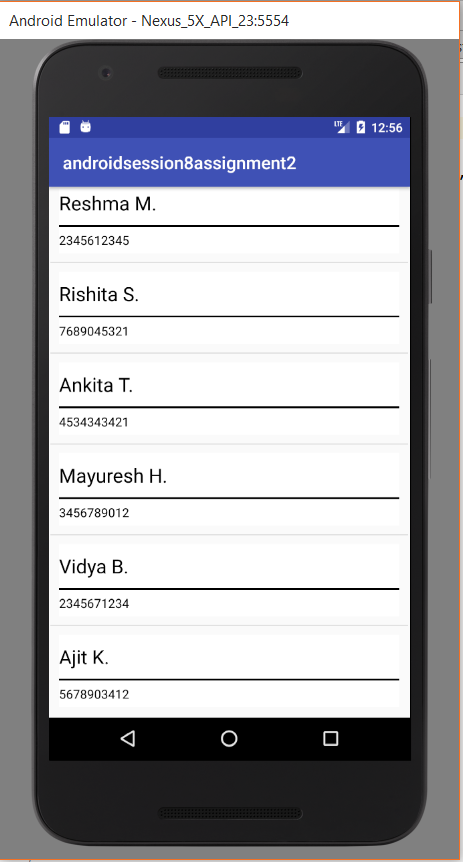 Android Emulator - Nexus_5X_API_23:5554
LTE 12:56
androidsession8assignment2
Reshma M.
2345612345
Rishita S.
7689045321
Ankita T.
4534343421
Mayuresh H.
3456789012
Vidya B.
2345671234
Ajit K.
5678903412